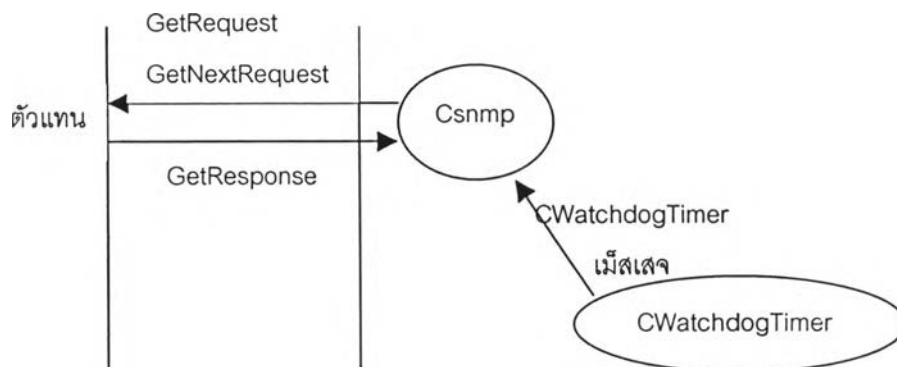 GetRequest
GetNextRequest
ตัวแทน
Csnmp
GetResponse
CWatchdogTimer
เม็สเสจ
CWatchdogTimer